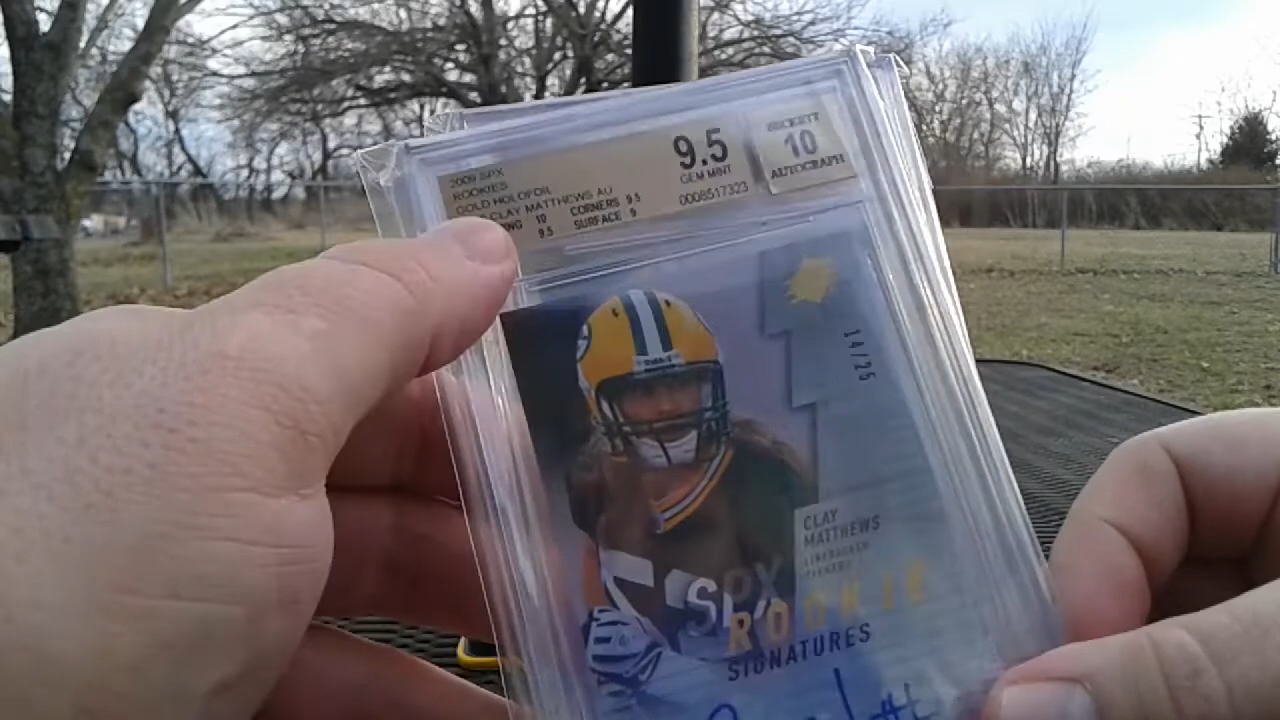 2009 SPX
ROOKIES
GOLD HOLOFOIL
CLAY MATTHEWS AU
NG 10 CORNERS 9.5
9.5 SURFACE 9
9.5
GEM MINT
0008517323
BECKETT
10
AUTOGRAPH
14/25
CLAY
MATTHEWS
LINEBACKER
PACKERS
SPX
ROOKIE
SIGNATURES